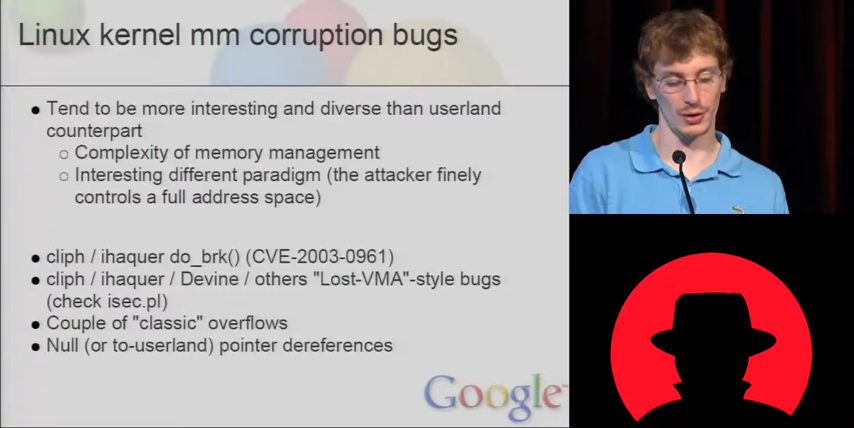 Linux kernel mm corruption bugs
● Tend to be more interesting and diverse than userland
counterpart
○ Complexity of memory management
○ Interesting different paradigm (the attacker finely
controls a full address space)
● cliph / ihaquer do_brk() (CVE-2003-0961)
● cliph / ihaquer / Devine / others "Lost-VMA"-style bugs
(check isec.pl)
● Couple of "classic" overflows
● Null (or to-userland) pointer dereferences
Google™